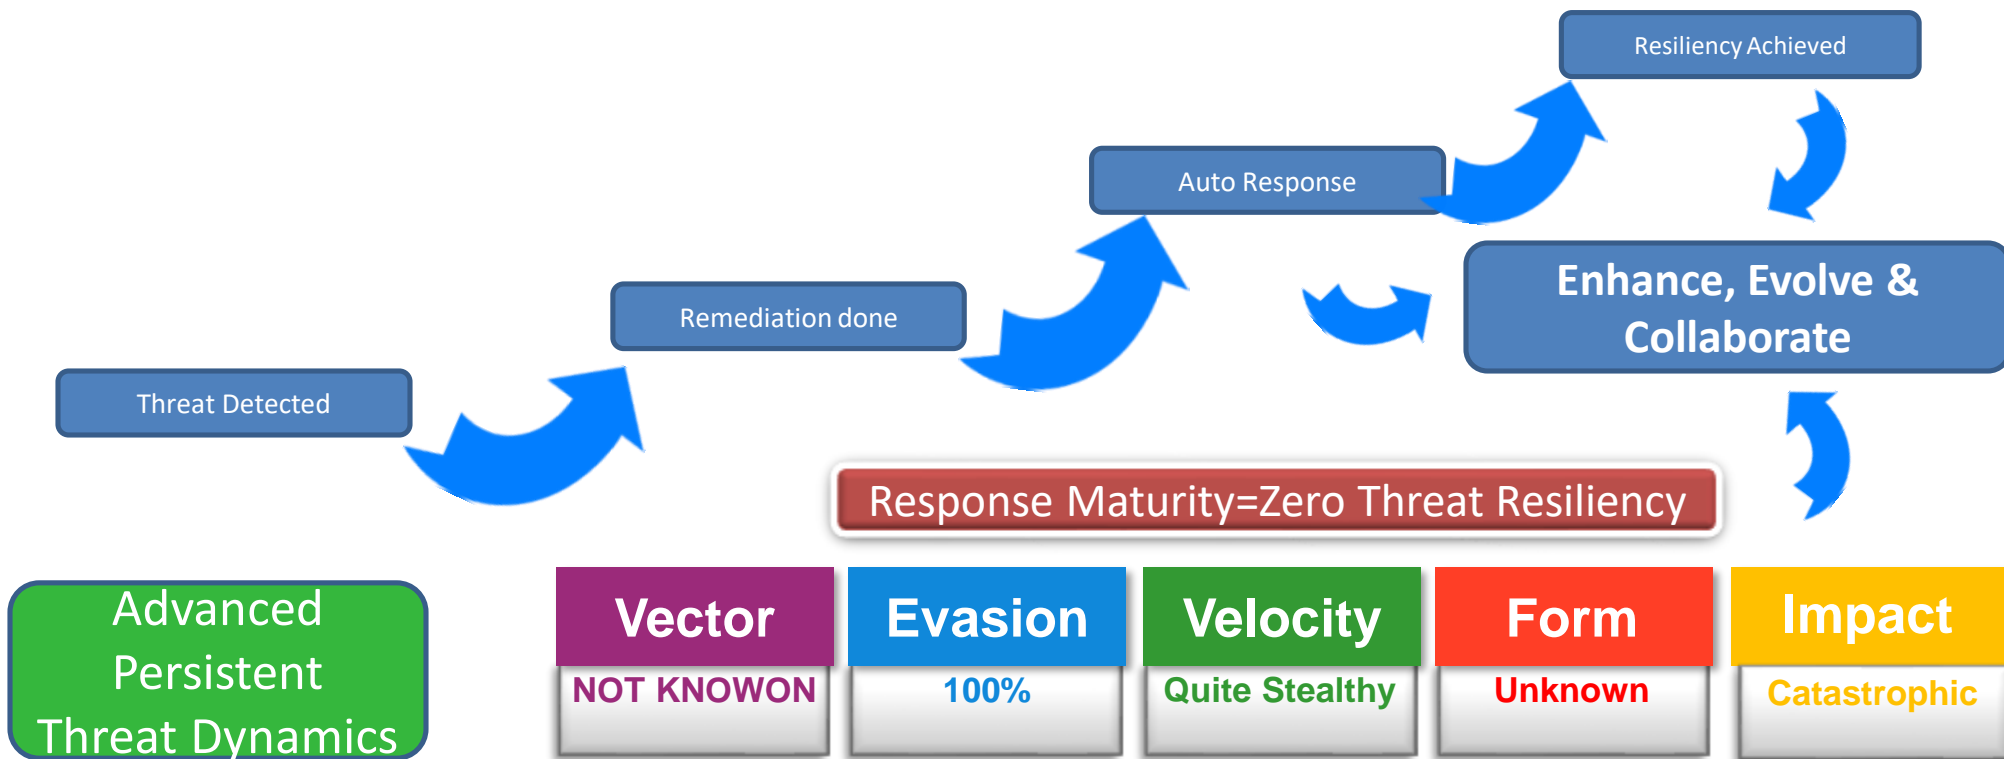 Resiliency Achieved
Auto Response
Enhance, Evolve &
Collaborate
Remediation done
Threat Detected
Response Maturity=Zero Threat Resiliency
Advanced
Persistent
Threat Dynamics
Vector
NOT KNOWON
Evasion
100%
Velocity
Quite Stealthy
Form
Unknown
Impact
Catastrophic